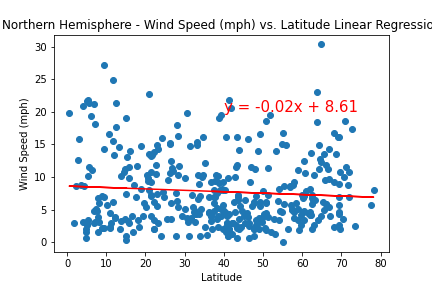 Northern Hemisphere - Wind Speed (mph) vs. Latitude Linear Regressio
30
25
20
15
10
5
0
Wind Speed (mph)
y = -0.02x + 8.61
0 10 20 30 40 50 60 70 80
Latitude